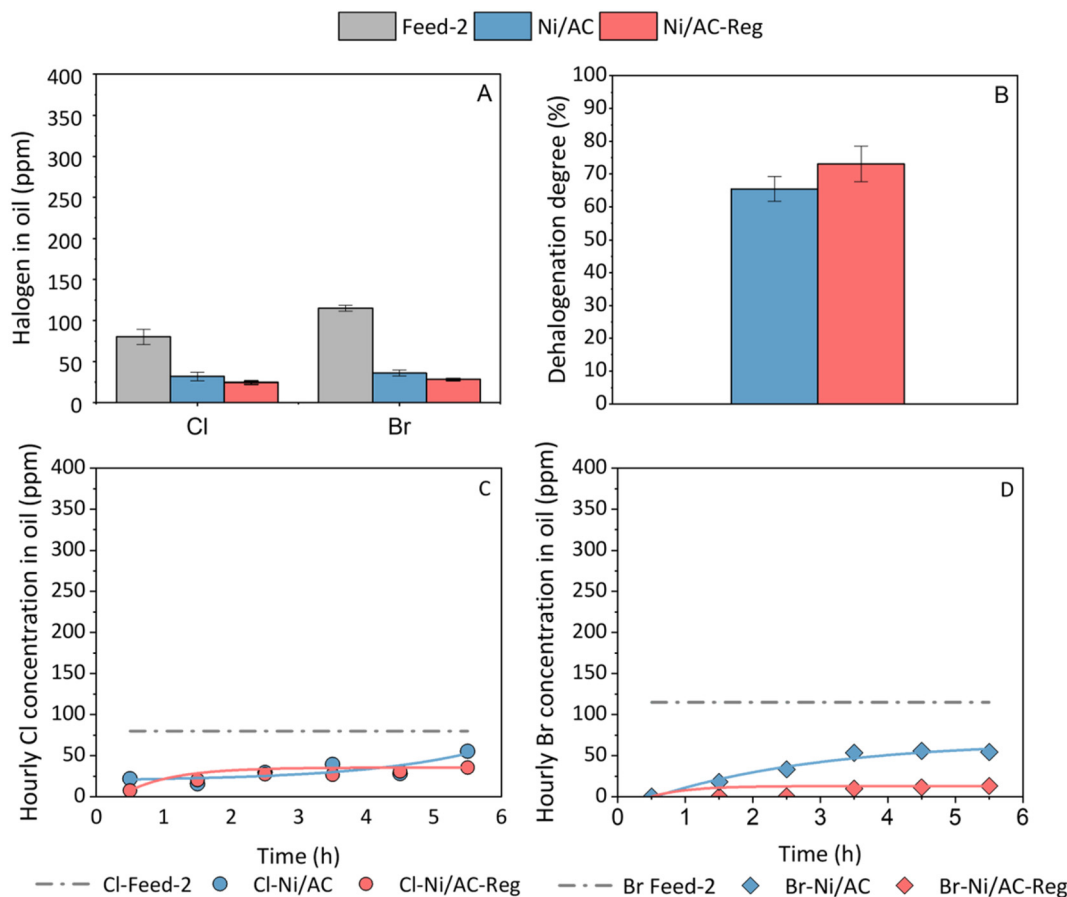 Feed-2 Ni/AC Ni/AC-Reg
A
Halogen in oil (ppm)
400
350
300
250
200
150
100
50
0
Cl Br
B
Dehalogenation degree (%)
100
90
80
70
60
50
40
30
20
10
0
C
Hourly Cl concentration in oil (ppm)
400
350
300
250
200
150
100
50
0
0 1 2 3 4 5 6
Time (h)
Cl-Feed-2 Cl-Ni/AC Cl-Ni/AC-Reg
D
Hourly Br concentration in oil (ppm)
400
350
300
250
200
150
100
50
0
0 1 2 3 4 5 6
Time (h)
Br Feed-2 Br-Ni/AC Br-Ni/AC-Reg